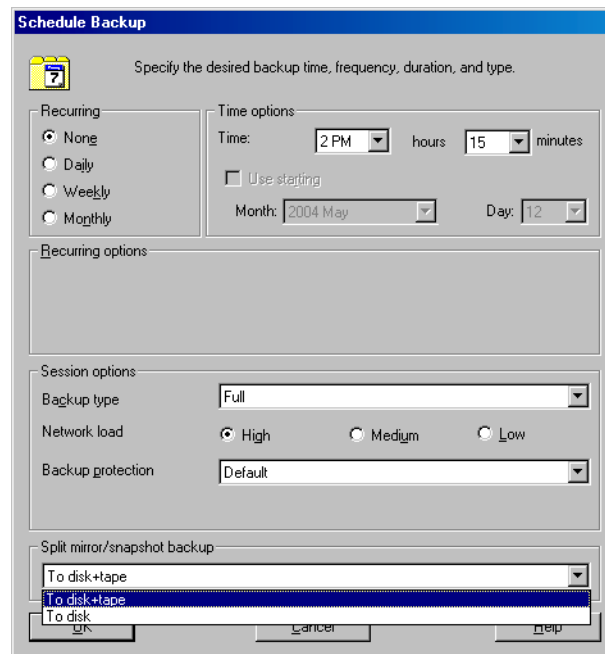 Schedule Backup
7
Specify the desired backup time, frequency, duration, and type.
Recurring
None
Daily
Weekly
Monthly
Time options
Time: 2 PM hours 15 minutes
Use starting
Month: 2004 May Day: 12
Recurring options
Session options
Backup type Full
Network load High Medium Low
Backup protection Default
Split mirror/snapshot backup
To disk+tape
To disk+tape
To disk
OK Cancel Help